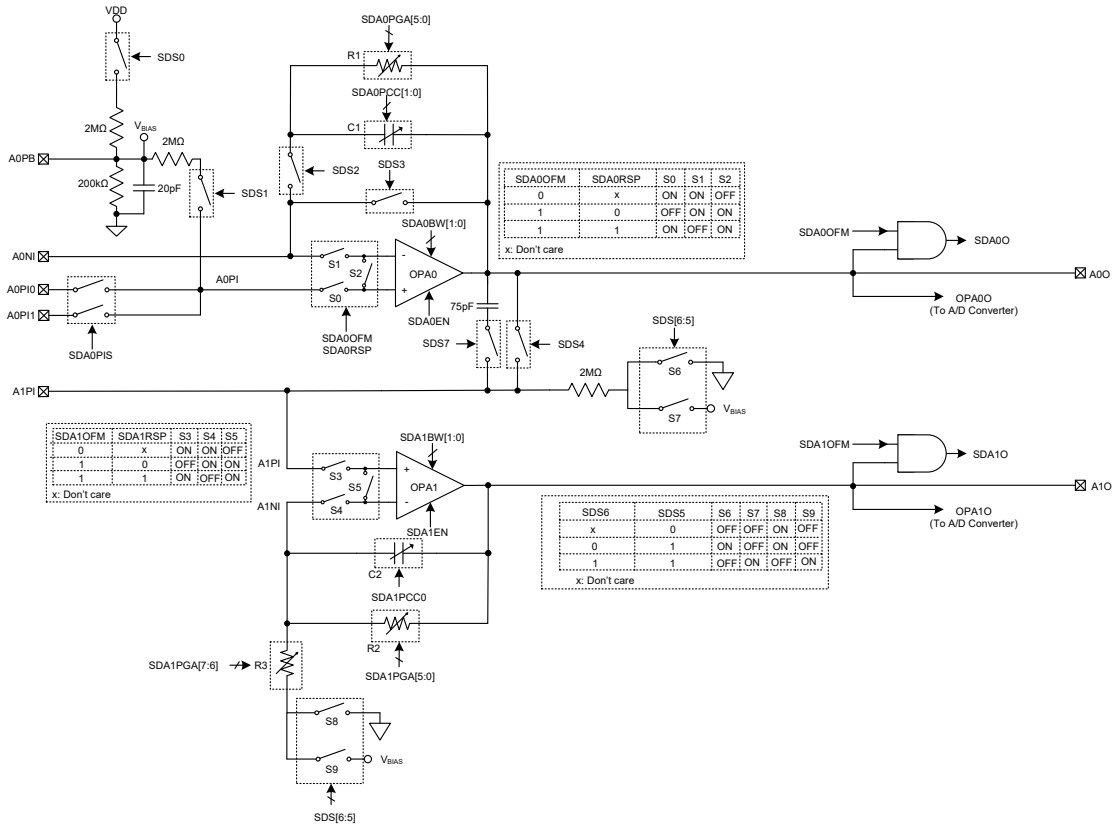 VDD
SDS0
2MΩ
VBIAS
2MΩ
A0PB
200kΩ
20pF
SDS1
SDA0PGA[5:0]
R1
SDA0PCC[1:0]
C1
SDS2
SDS3
SDA0OFM SDA0RSP S0 S1 S2
0 x ON ON OFF
1 0 OFF ON ON
1 1 ON OFF ON
x: Don't care
A0NI
A0PI0
A0PI1
SDA0PIS
A0PI
S1
S2
S0
SDA0OFM
SDA0RSP
SDA0BW[1:0]
-
OPA0
+
SDA0EN
75pF
SDS7
SDS4
SDA0OFM
SDA0O
A0O
OPA0O
(To A/D Converter)
SDS[6:5]
2MΩ
S6
S7
VBIAS
A1PI
SDA1OFM SDA1RSP S3 S4 S5
0 x ON ON OFF
1 0 OFF ON ON
1 1 ON OFF ON
x: Don't care
A1PI
A1NI
S3
S5
S4
SDA1BW[1:0]
+
OPA1
-
SDA1EN
SDA1OFM
SDA1O
A1O
OPA1O
(To A/D Converter)
SDS6 SDS5 S6 S7 S8 S9
x 0 OFF OFF ON OFF
0 1 ON OFF ON OFF
1 1 OFF ON OFF ON
x: Don't care
C2
SDA1PCC0
R2
SDA1PGA[5:0]
SDA1PGA[7:6]
R3
S8
S9
VBIAS
SDS[6:5]